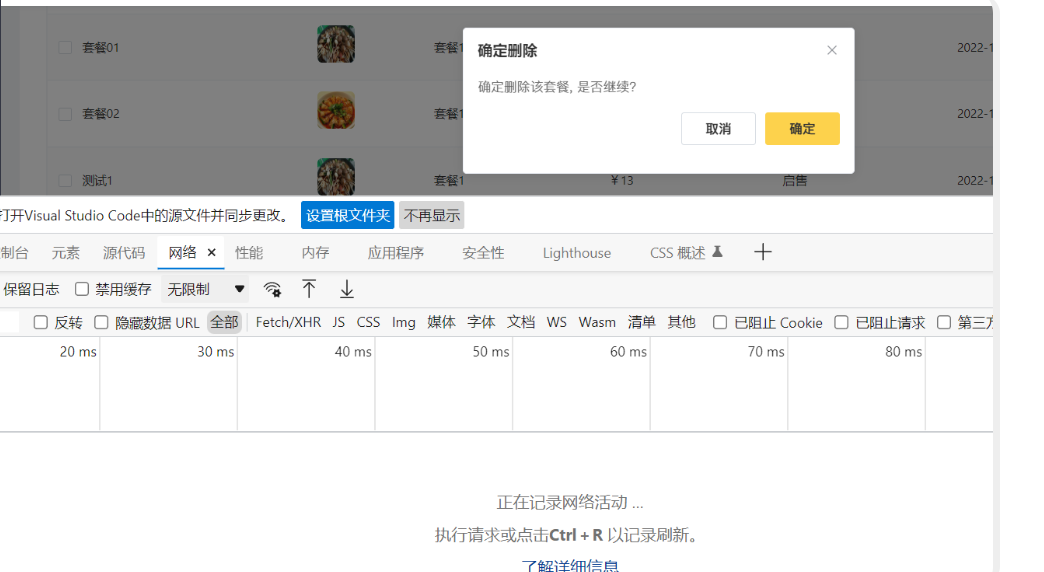 套餐01 套餐1 2022-1
确定删除
确定删除该套餐, 是否继续?
取消 确定
套餐02 套餐1 2022-1
测试1 套餐1 ￥13 启售 2022-1
打开Visual Studio Code中的源文件并同步更改。 设置根文件夹 不再显示
制台 元素 源代码 网络 × 性能 内存 应用程序 安全性 Lighthouse CSS 概述 +
保留日志 禁用缓存 无限制
反转 隐藏数据 URL 全部 Fetch/XHR JS CSS Img 媒体 字体 文档 WS Wasm 清单 其他 已阻止 Cookie 已阻止请求 第三方
20 ms 30 ms 40 ms 50 ms 60 ms 70 ms 80 ms
正在记录网络活动 ...
执行请求或点击Ctrl + R 以记录刷新。
了解详细信息